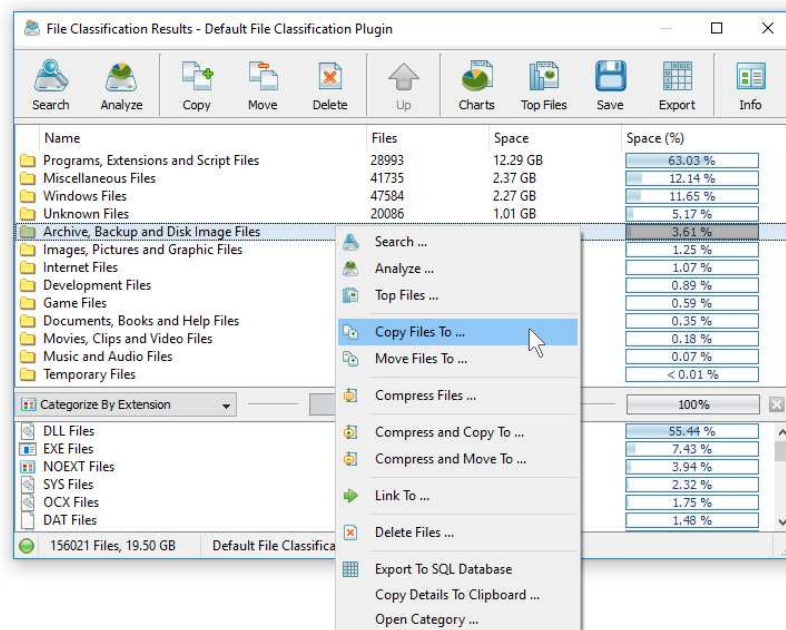 File Classification Results - Default File Classification Plugin
Search Analyze Copy Move Delete Up Charts Top Files Save Export Info
Name Files Space Space (%)
Programs, Extensions and Script Files 28993 12.29 GB 63.03 %
Miscellaneous Files 41735 2.37 GB 12.14 %
Windows Files 47584 2.27 GB 11.65 %
Unknown Files 20086 1.01 GB 5.17 %
Archive, Backup and Disk Image Files 3.61 %
Images, Pictures and Graphic Files 1.25 %
Internet Files 1.07 %
Development Files 0.89 %
Game Files 0.59 %
Documents, Books and Help Files 0.35 %
Movies, Clips and Video Files 0.18 %
Music and Audio Files 0.07 %
Temporary Files < 0.01 %
Search ...
Analyze ...
Top Files ...
Copy Files To ...
Move Files To ...
Compress Files ...
Compress and Copy To ...
Compress and Move To ...
Link To ...
Delete Files ...
Export To SQL Database
Copy Details To Clipboard ...
Open Category ...
Categorize By Extension 100%
DLL Files 55.44 %
EXE Files 7.43 %
NOEXT Files 3.94 %
SYS Files 2.32 %
OCX Files 1.75 %
DAT Files 1.48 %
156021 Files, 19.50 GB Default File Classifica